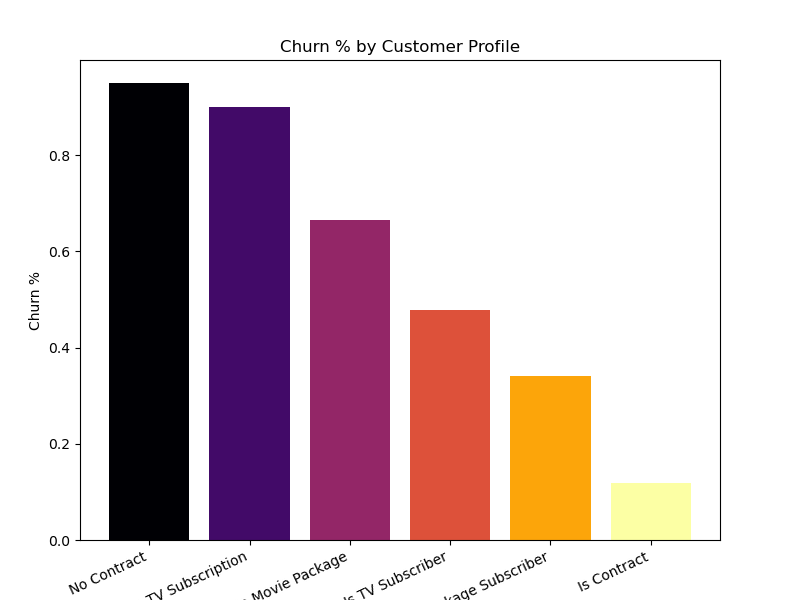 Churn % by Customer Profile
Churn %
0.8
0.6
0.4
0.2
0.0
No Contract
TV Subscription
Movie Package
TV Subscriber
Subscriber
Is Contract